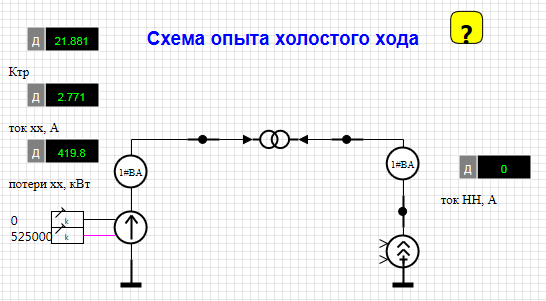 Схема опыта холостого хода
?
Д 21.881
Ктр
Д 2.771
ток хх, А
Д 419.8
потери хх, кВт
1#ВА
1#ВА
Д 0
ток НН, А
0
k
525000
k